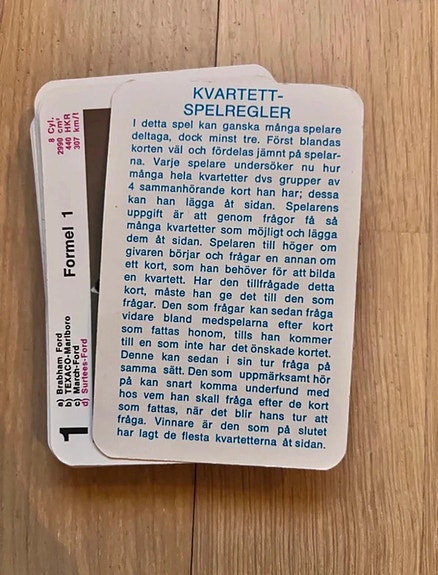 KVARTETT-
SPELREGLER
I detta spel kan ganska många spelare
deltaga, dock minst tre. Först blandas
korten väl och fördelas jämnt på spelar-
na. Varje spelare undersöker nu hur
många hela kvartetter dvs grupper av
4 sammanhörande kort han har; dessa
kan han lägga åt sidan. Spelarens
uppgift är att genom frågor få så
många kvartetter som möjligt och lägga
dem åt sidan. Spelaren till höger om
givaren börjar och frågar en annan om
ett kort, som han behöver för att bilda
en kvartett. Har den tillfrågade detta
kort, måste han ge det till den som
frågar. Den som frågar kan sedan fråga
vidare bland medspelarna efter kort
som fattas honom, tills han kommer
till en som inte har det önskade kortet.
Denne kan sedan i sin tur fråga på
samma sätt. Den som uppmärksamt hör
på kan snart komma underfund med
hos vem han skall fråga efter de kort
som fattas, när det blir hans tur att
fråga. Vinnare är den som på slutet
har lagt de flesta kvartetterna åt sidan.
1
Formel 1
a) Brabham Ford
b) TEXACO-Marlboro
c) March-Ford
d) Surtees-Ford
8 Cyl.
2990 cm³
440 HKR
307 km/t